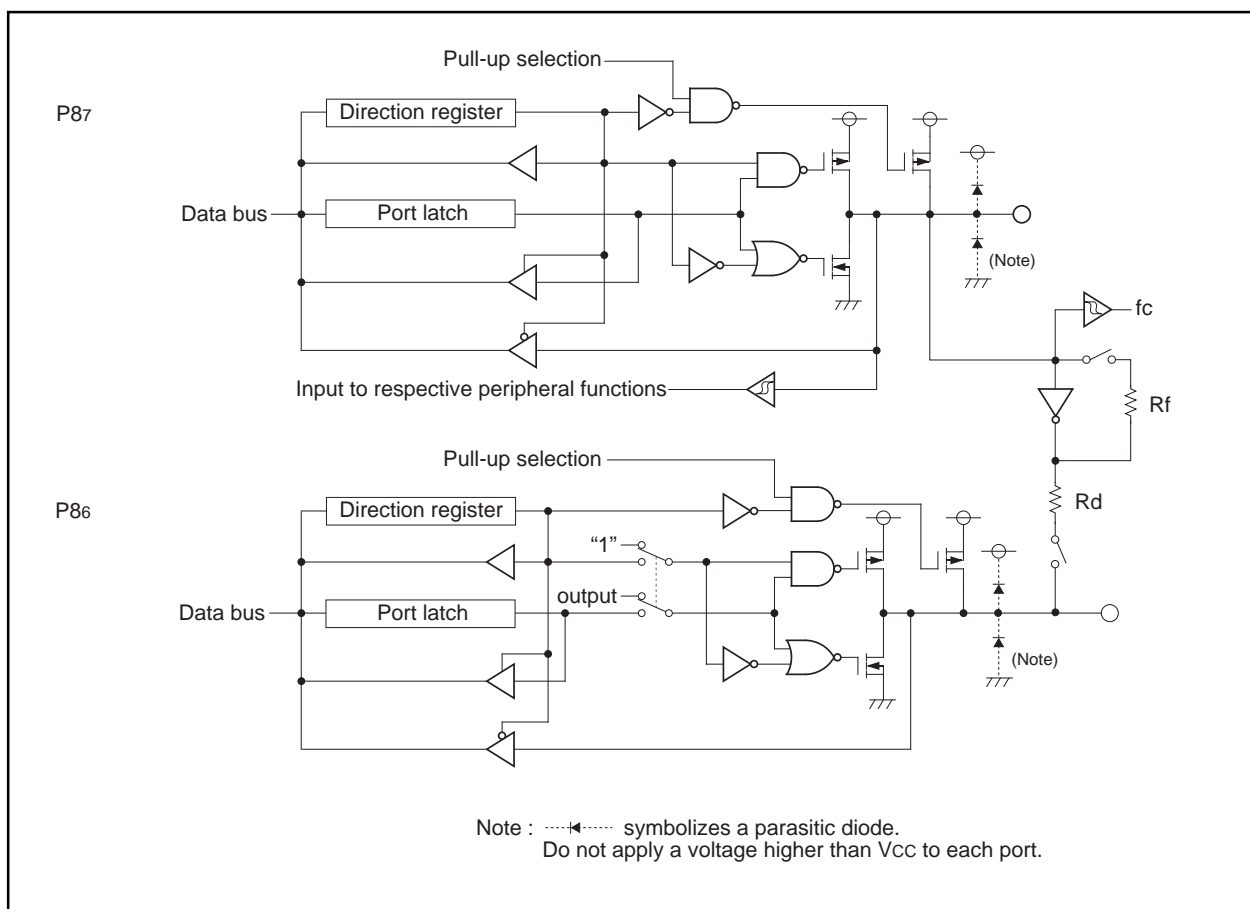 Pull-up selection
P87
Direction register
Data bus
Port latch
(Note)
fc
Input to respective peripheral functions
Rf
Pull-up selection
Rd
P86
Direction register
“1”
output
Data bus
Port latch
(Note)
Note : symbolizes a parasitic diode.
Do not apply a voltage higher than VCC to each port.